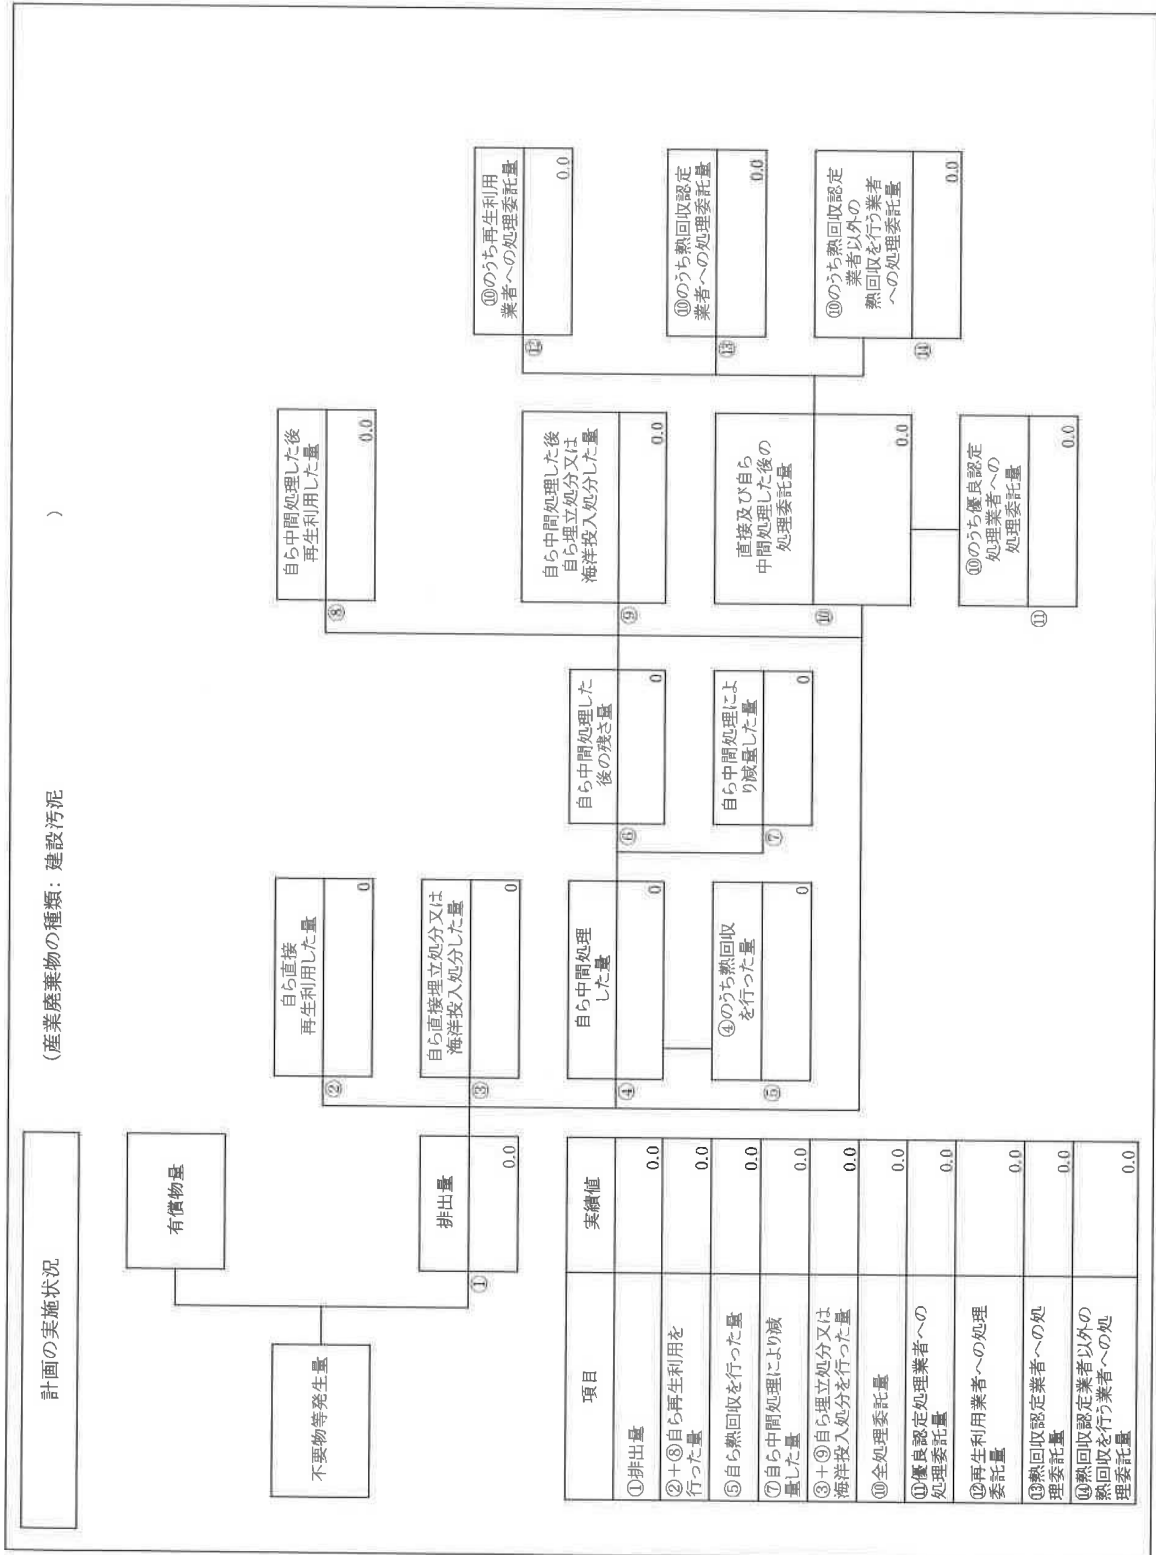 計画の実施状況
(産業廃棄物の種類: 建設汚泥
)
不要物等発生量
有償物量
①
排出量
0.0
②
自ら直接
再生利用した量
0
③
自ら直接埋立処分又は
海洋投入処分した量
0
④
自ら中間処理
した量
0
⑤
④のうち熱回収
を行った量
0
⑥
自ら中間処理した
後の残さ量
0
⑦
自ら中間処理によ
り減量した量
0
⑧
自ら中間処理した後
再生利用した量
0.0
⑨
自ら中間処理した後
自ら埋立処分又は
海洋投入処分した量
0.0
⑩
直接及び自ら
中間処理した後の
処理委託量
0.0
⑪
⑩のうち優良認定
処理業者への
処理委託量
0.0
⑫
⑩のうち再生利用
業者への処理委託量
0.0
⑬
⑩のうち熱回収認定
業者への処理委託量
0.0
⑭
⑩のうち熱回収認定
業者以外の
熱回収を行う業者
への処理委託量
0.0
項目 実績値
①排出量 0.0
②+⑧自ら再生利用を
行った量 0.0
⑤自ら熱回収を行った量 0.0
⑦自ら中間処理により減
量した量 0.0
③+⑨自ら埋立処分又は
海洋投入処分を行った量 0.0
⑩全処理委託量 0.0
⑪優良認定処理業者への
処理委託量 0.0
⑫再生利用業者への処理
委託量 0.0
⑬熱回収認定業者への処
理委託量 0.0
⑭熱回収認定業者以外の
熱回収を行う業者への処
理委託量 0.0